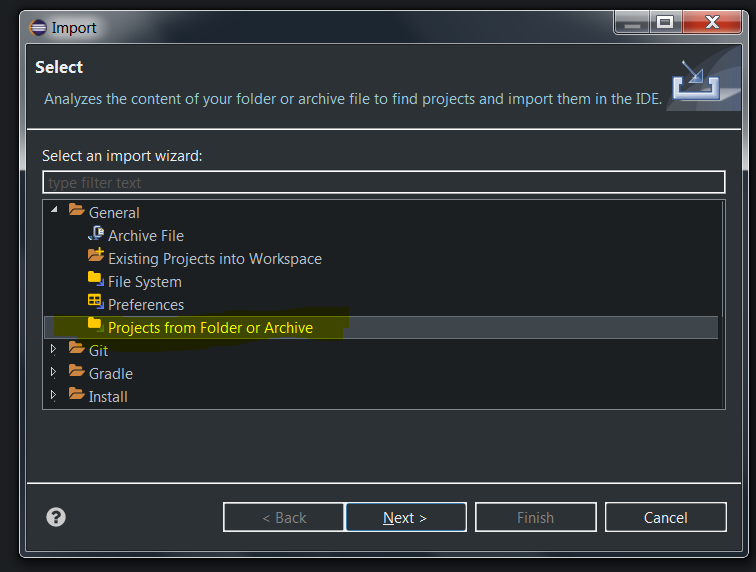 Import
Select
Analyzes the content of your folder or archive file to find projects and import them in the IDE.
Select an import wizard:
type filter text
General
Archive File
Existing Projects into Workspace
File System
Preferences
Projects from Folder or Archive
Git
Gradle
Install
?
< Back
Next >
Finish
Cancel